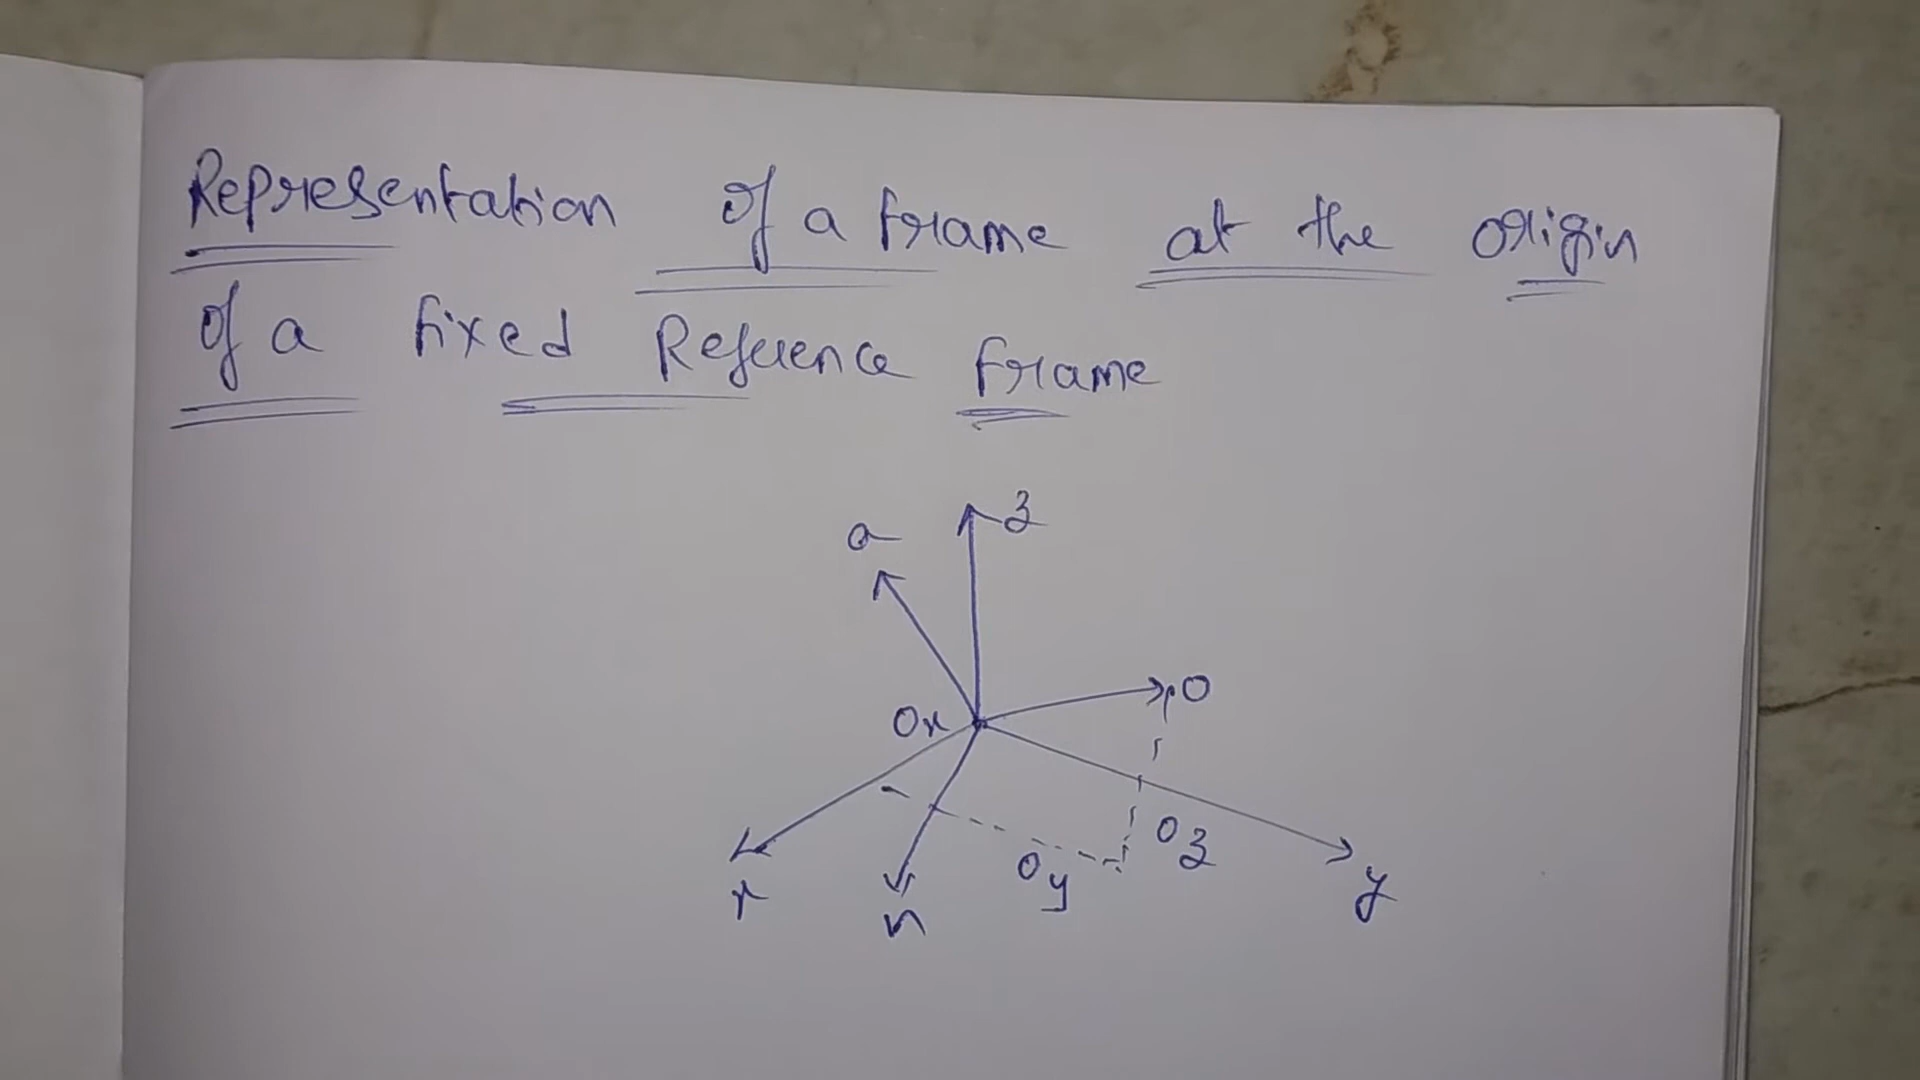 Representation of a frame at the origin
of a fixed Reference frame
a z
o
Ox
oz
oy
x n y